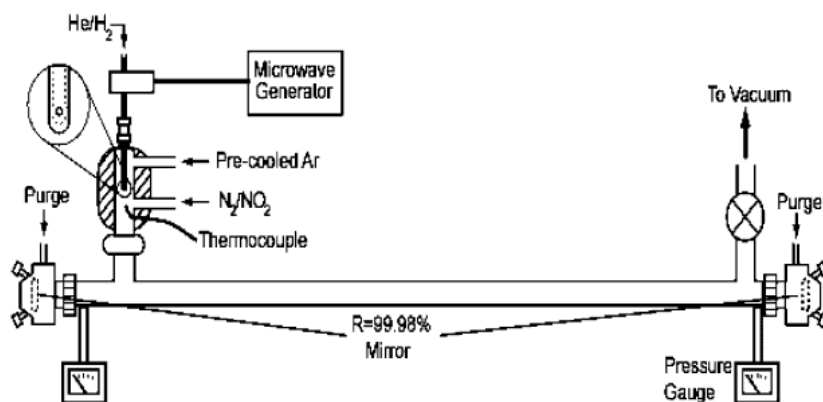 He/H₂
Microwave
Generator
To Vacuum
Pre-cooled Ar
Purge
N₂/NO₂
Purge
Thermocouple
R=99.98%
Mirror
Pressure
Gauge